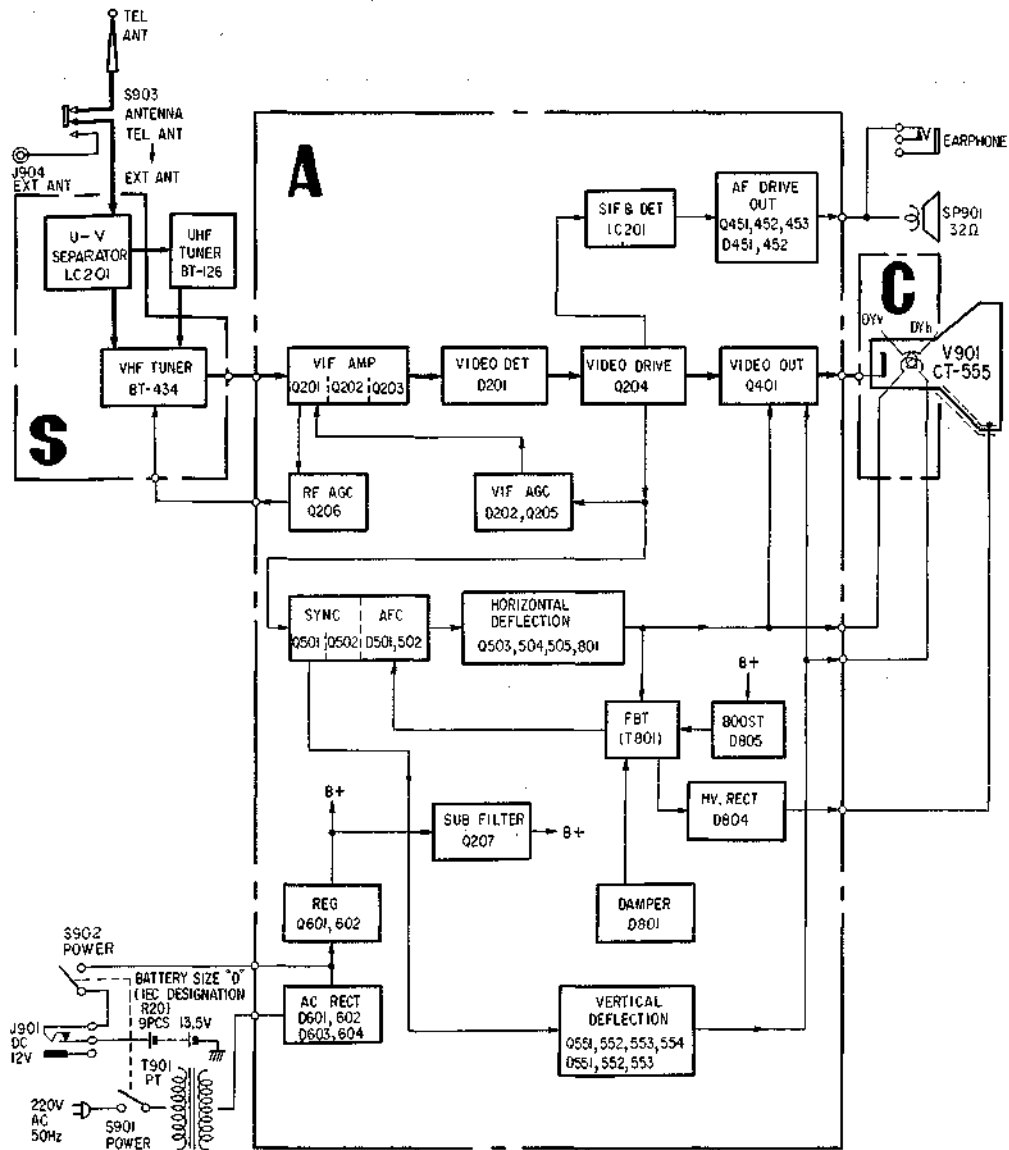 TEL
ANT
S903
ANTENNA
TEL ANT
EXT ANT
J904
EXT ANT
U-V
SEPARATOR
LC201
UHF
TUNER
BT-126
VHF TUNER
BT-434
S
A
SIF & DET
LC201
AF DRIVE
OUT
Q451, 452, 453
D451, 452
EARPHONE
SP901
32Ω
C
DYV
DYh
V901
CT-555
VIF AMP
Q201 Q202 Q203
VIDEO DET
D201
VIDEO DRIVE
Q204
VIDEO OUT
Q401
RF AGC
Q206
VIF AGC
D202, Q205
SYNC AFC
Q501 Q502 D501, 502
HORIZONTAL
DEFLECTION
Q503, 504, 505, 801
B+
FBT
(T801)
BOOST
D805
HV. RECT
D804
B+
SUB FILTER
Q207
B+
REG
Q601, 602
DAMPER
D801
S902
POWER
BATTERY SIZE "D"
(IEC DESIGNATION
R20)
9PCS 13.5V
J901
DC
12V
AC RECT
D601, 602
D603, 604
VERTICAL
DEFLECTION
Q551, 552, 553, 554
D551, 552, 553
T901
PT
220V
AC
50Hz
S901
POWER